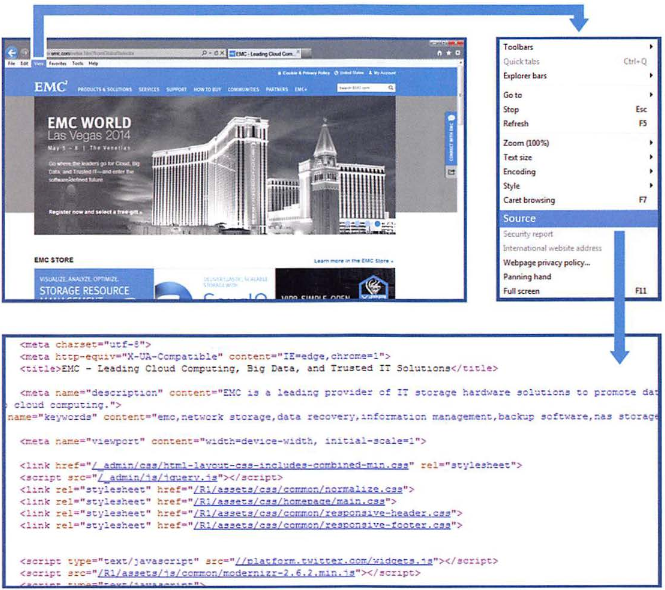 EMC - Leading Cloud Com...
File Edit View Favorites Tools Help
Cookie & Privacy Policy United States My Account
EMC²
PRODUCTS & SOLUTIONS SERVICES SUPPORT HOW TO BUY COMMUNITIES PARTNERS EMC+
Search EMC.com
EMC WORLD
Las Vegas 2014
May 5 - 8 | The Venetian
Go where the leaders go for Cloud, Big
Data, and Trusted IT—and enter the
software-defined future
Register now and select a free gift »
CONNECT WITH EMC
EMC STORE
Learn more in the EMC Store »
VISUALIZE, ANALYZE, OPTIMIZE.
STORAGE RESOURCE
MANAGEMENT
VIPR SIMPLE OPEN
Toolbars
Quick tabs Ctrl+Q
Explorer bars
Go to
Stop Esc
Refresh F5
Zoom (100%)
Text size
Encoding
Style
Caret browsing F7
Source
Security report
International website address
Webpage privacy policy...
Panning hand
Full screen F11
<meta charset="utf-8">
<meta http-equiv="X-UA-Compatible" content="IE=edge,chrome=1">
<title>EMC - Leading Cloud Computing, Big Data, and Trusted IT Solutions</title>
<meta name="description" content="EMC is a leading provider of IT storage hardware solutions to promote dat
cloud computing.">
name="keywords" content="emc,network storage,data recovery,information management,backup software,nas storage
<meta name="viewport" content="width=device-width, initial-scale=1">
<link href="/_admin/css/html-layout-css-includes-combined-min.css" rel="stylesheet">
<script src="/_admin/js/jquery.js"></script>
<link rel="stylesheet" href="/R1/assets/css/common/normalize.css">
<link rel="stylesheet" href="/R1/assets/css/homepage/main.css">
<link rel="stylesheet" href="/R1/assets/css/common/responsive-header.css">
<link rel="stylesheet" href="/R1/assets/css/common/responsive-footer.css">
<script type="text/javascript" src="//platform.twitter.com/widgets.js"></script>
<script src="/R1/assets/js/common/modernizr-2.6.2.min.js"></script>
<script type="text/javascript">